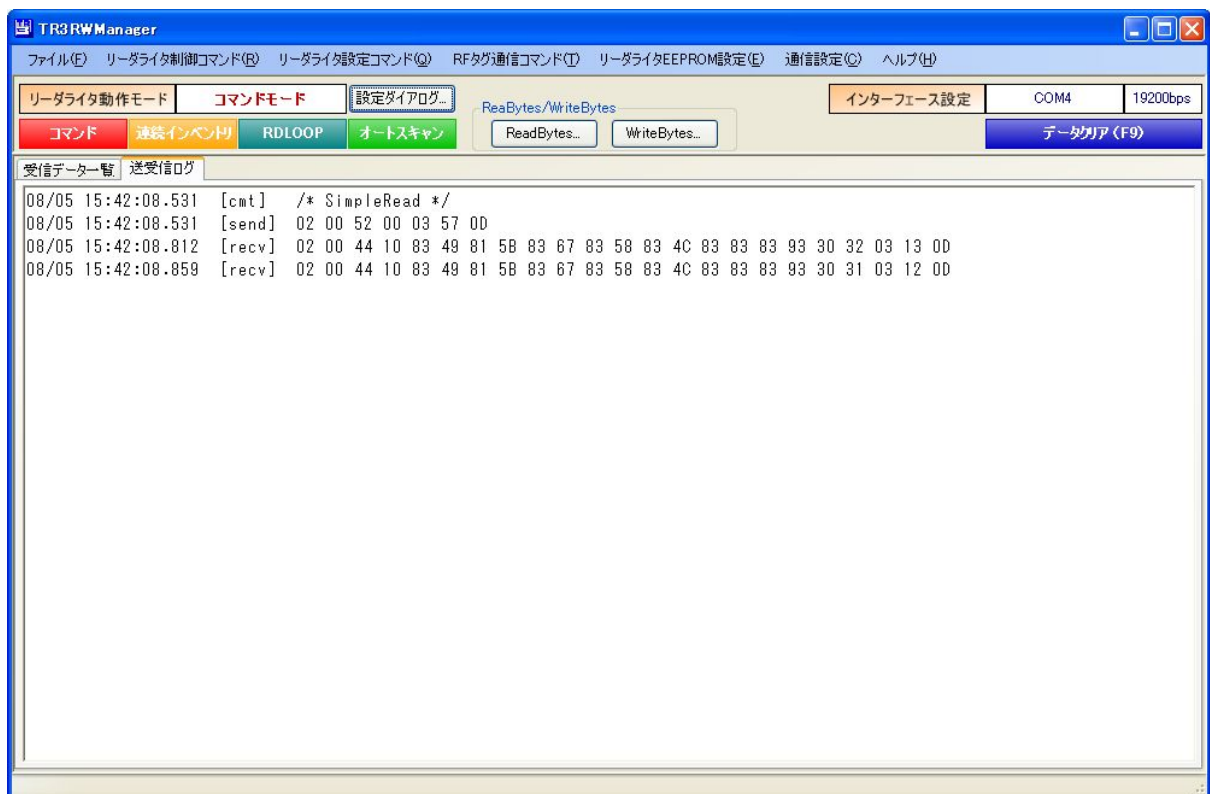 TR3RWManager
ファイル(F) リーダライタ制御コマンド(R) リーダライタ設定コマンド(Q) RFタグ通信コマンド(T) リーダライタEEPROM設定(E) 通信設定(C) ヘルプ(H)
リーダライタ動作モード コマンドモード 設定ダイアログ... ReaBytes/WriteBytes インターフェース設定 COM4 19200bps
コマンド 連続インベントリ RDLOOP オートスキャン ReadBytes... WriteBytes... データクリア(F9)
受信データ一覧 送受信ログ
08/05 15:42:08.531 [cmt] /* SimpleRead */
08/05 15:42:08.531 [send] 02 00 52 00 03 57 0D
08/05 15:42:08.812 [recv] 02 00 44 10 83 49 81 5B 83 67 83 58 83 4C 83 83 83 93 30 32 03 13 0D
08/05 15:42:08.859 [recv] 02 00 44 10 83 49 81 5B 83 67 83 58 83 4C 83 83 83 93 30 31 03 12 0D